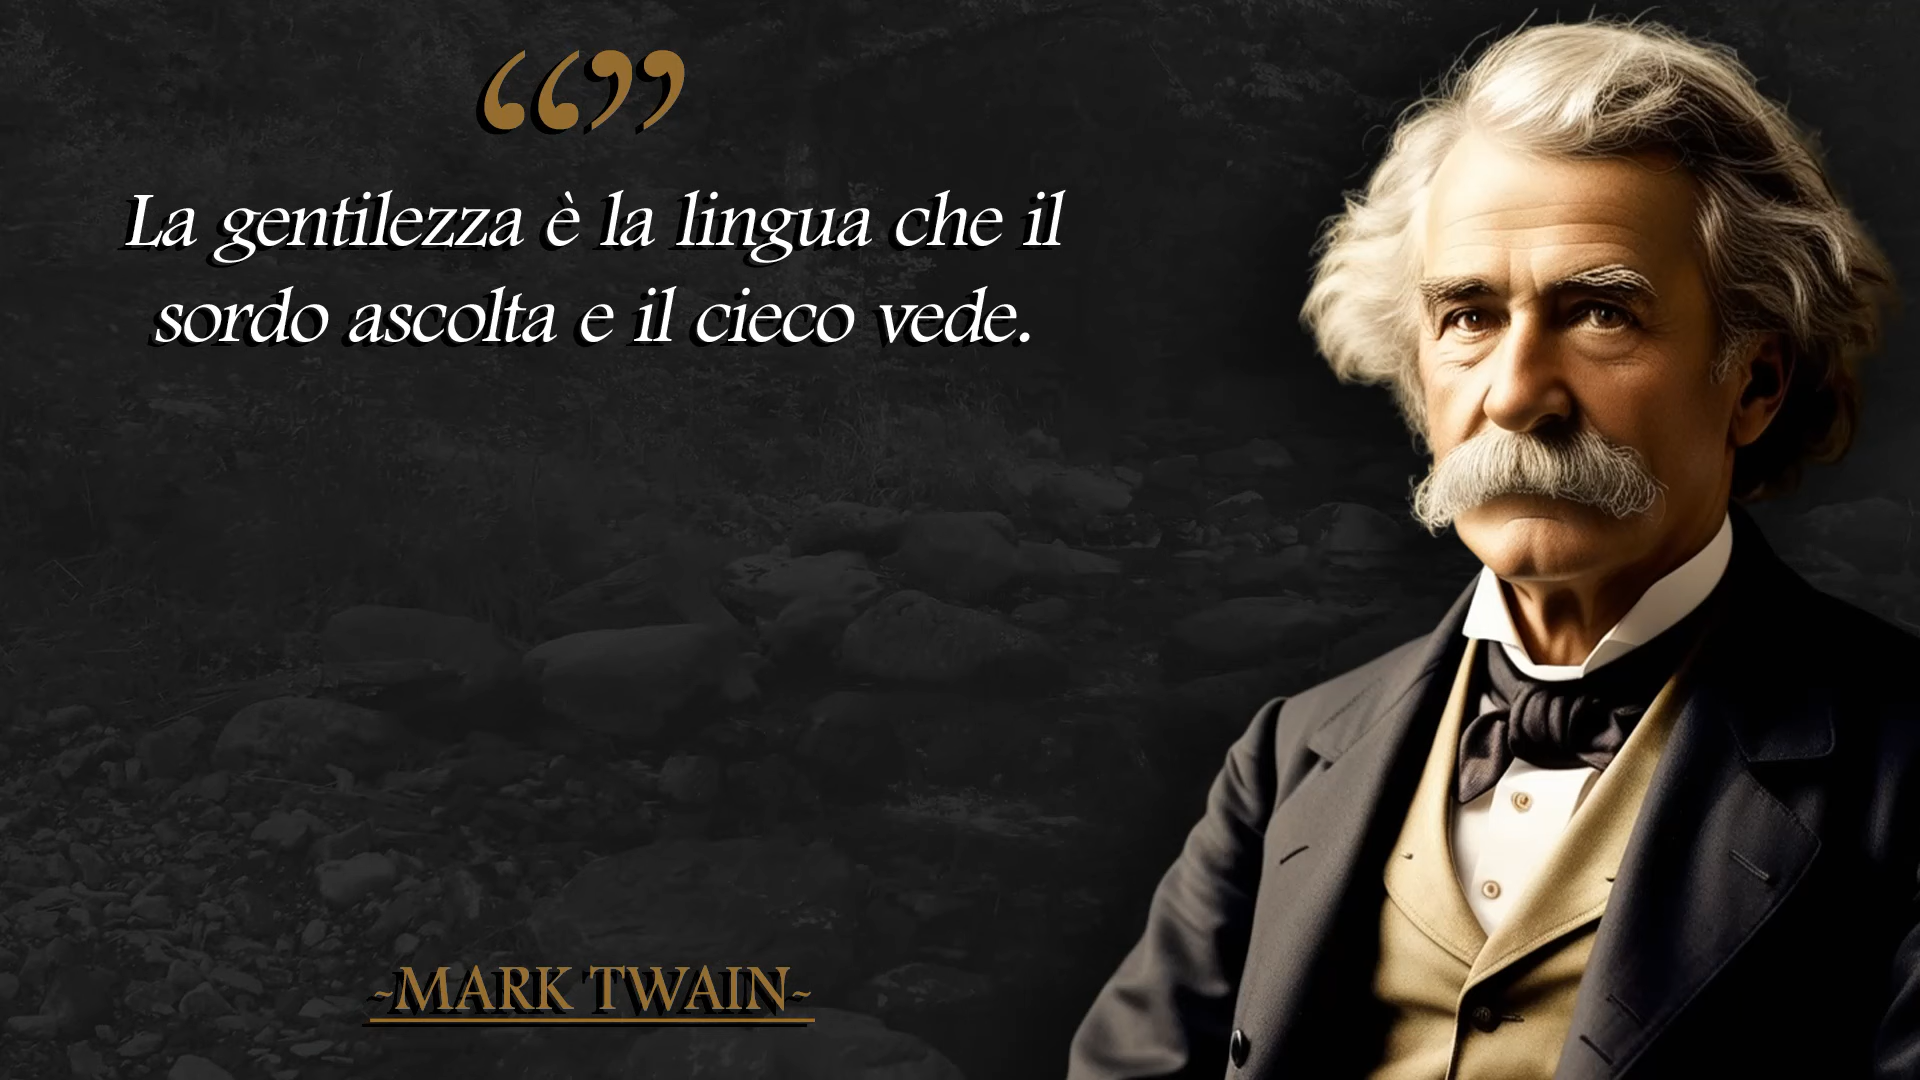 “”
La gentilezza è la lingua che il
sordo ascolta e il cieco vede.
~MARK TWAIN~